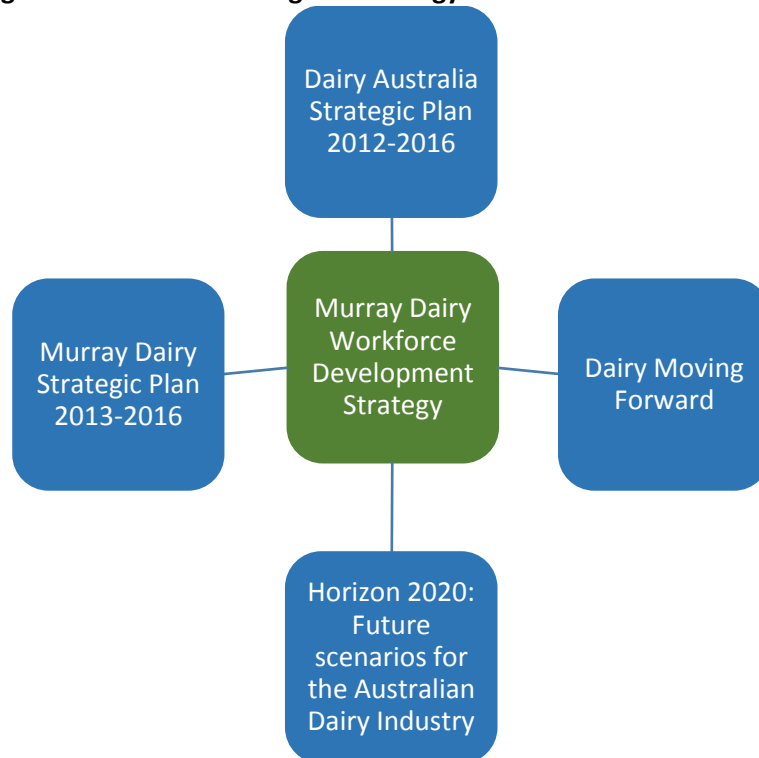 Dairy Australia
Strategic Plan
2012-2016
Murray Dairy
Workforce
Development
Strategy
Murray Dairy
Strategic Plan
2013-2016
Dairy Moving
Forward
Horizon 2020:
Future
scenarios for
the Australian
Dairy Industry